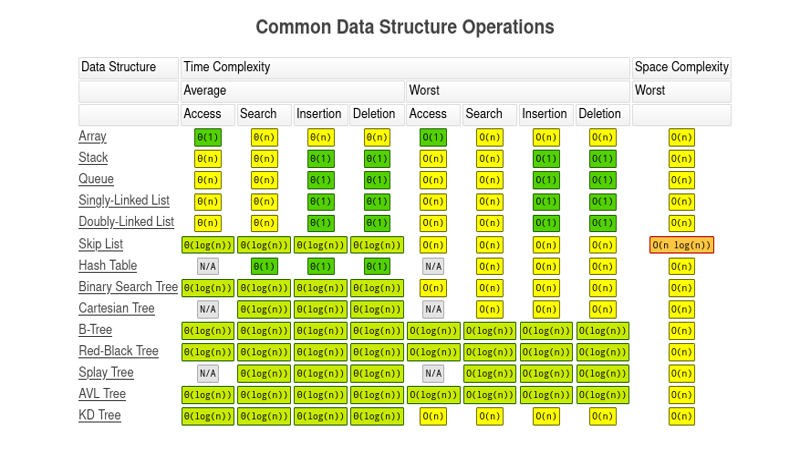 Common Data Structure Operations
Data Structure Time Complexity Space Complexity
Average Worst Worst
Access Search Insertion Deletion Access Search Insertion Deletion
Array Θ(1) Θ(n) Θ(n) Θ(n) O(1) O(n) O(n) O(n) O(n)
Stack Θ(n) Θ(n) Θ(1) Θ(1) O(n) O(n) O(1) O(1) O(n)
Queue Θ(n) Θ(n) Θ(1) Θ(1) O(n) O(n) O(1) O(1) O(n)
Singly-Linked List Θ(n) Θ(n) Θ(1) Θ(1) O(n) O(n) O(1) O(1) O(n)
Doubly-Linked List Θ(n) Θ(n) Θ(1) Θ(1) O(n) O(n) O(1) O(1) O(n)
Skip List Θ(log(n)) Θ(log(n)) Θ(log(n)) Θ(log(n)) O(n) O(n) O(n) O(n) O(n log(n))
Hash Table N/A Θ(1) Θ(1) Θ(1) N/A O(n) O(n) O(n) O(n)
Binary Search Tree Θ(log(n)) Θ(log(n)) Θ(log(n)) Θ(log(n)) O(n) O(n) O(n) O(n) O(n)
Cartesian Tree N/A Θ(log(n)) Θ(log(n)) Θ(log(n)) N/A O(n) O(n) O(n) O(n)
B-Tree Θ(log(n)) Θ(log(n)) Θ(log(n)) Θ(log(n)) O(log(n)) O(log(n)) O(log(n)) O(log(n)) O(n)
Red-Black Tree Θ(log(n)) Θ(log(n)) Θ(log(n)) Θ(log(n)) O(log(n)) O(log(n)) O(log(n)) O(log(n)) O(n)
Splay Tree N/A Θ(log(n)) Θ(log(n)) Θ(log(n)) N/A O(log(n)) O(log(n)) O(log(n)) O(n)
AVL Tree Θ(log(n)) Θ(log(n)) Θ(log(n)) Θ(log(n)) O(log(n)) O(log(n)) O(log(n)) O(log(n)) O(n)
KD Tree Θ(log(n)) Θ(log(n)) Θ(log(n)) Θ(log(n)) O(n) O(n) O(n) O(n) O(n)